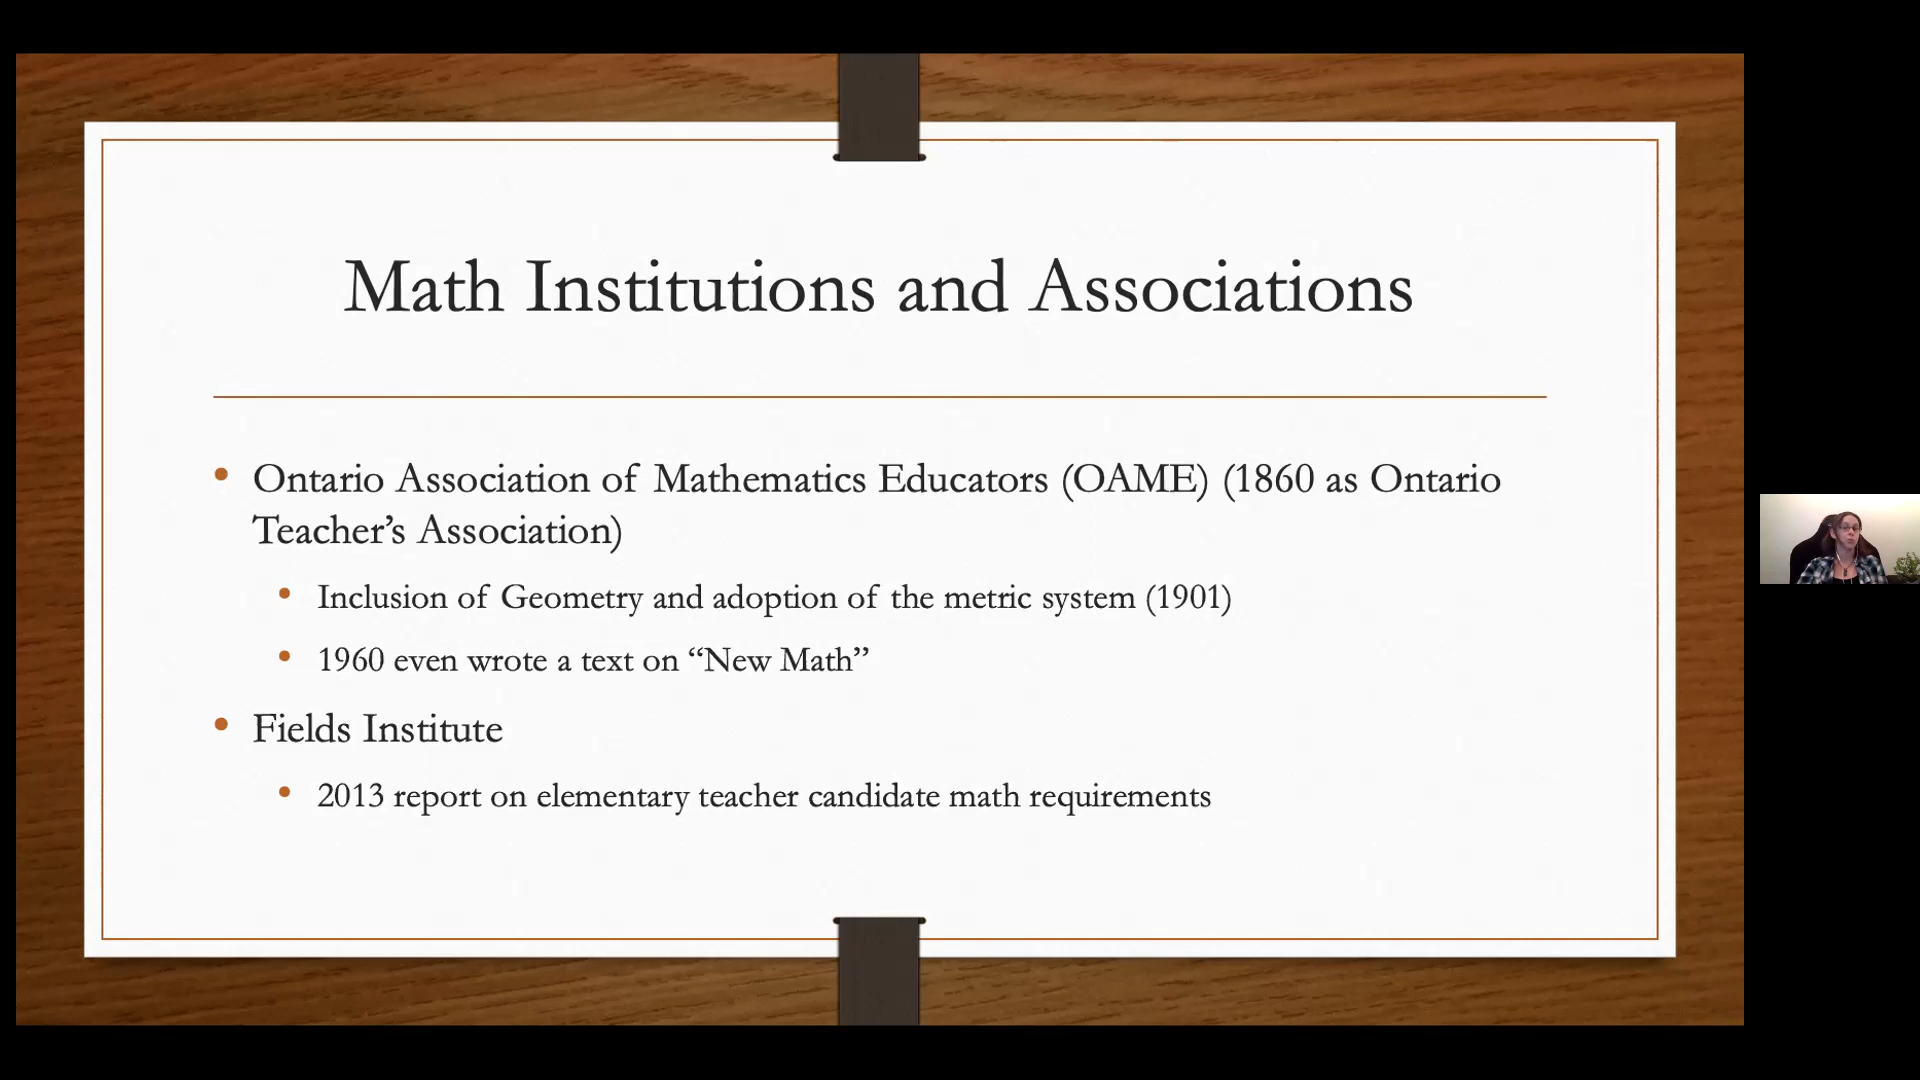 Math Institutions and Associations
• Ontario Association of Mathematics Educators (OAME) (1860 as Ontario
Teacher’s Association)
• Inclusion of Geometry and adoption of the metric system (1901)
• 1960 even wrote a text on “New Math”
• Fields Institute
• 2013 report on elementary teacher candidate math requirements